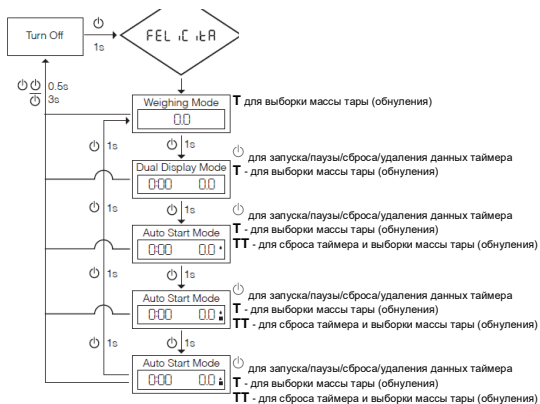 Turn Off
1s
FELICITA
0.5s
3s
Weighing Mode
0.0
T для выборки массы тары (обнуления)
1s
1s
Dual Display Mode
0:00 0.0
для запуска/паузы/сброса/удаления данных таймера
T - для выборки массы тары (обнуления)
1s
1s
Auto Start Mode
0:00 0.0
для запуска/паузы/сброса/удаления данных таймера
T - для выборки массы тары (обнуления)
TT - для сброса таймера и выборки массы тары (обнуления)
1s
1s
Auto Start Mode
0:00 0.0
для запуска/паузы/сброса/удаления данных таймера
T - для выборки массы тары (обнуления)
TT - для сброса таймера и выборки массы тары (обнуления)
1s
1s
Auto Start Mode
0:00 0.0
для запуска/паузы/сброса/удаления данных таймера
T - для выборки массы тары (обнуления)
TT - для сброса таймера и выборки массы тары (обнуления)